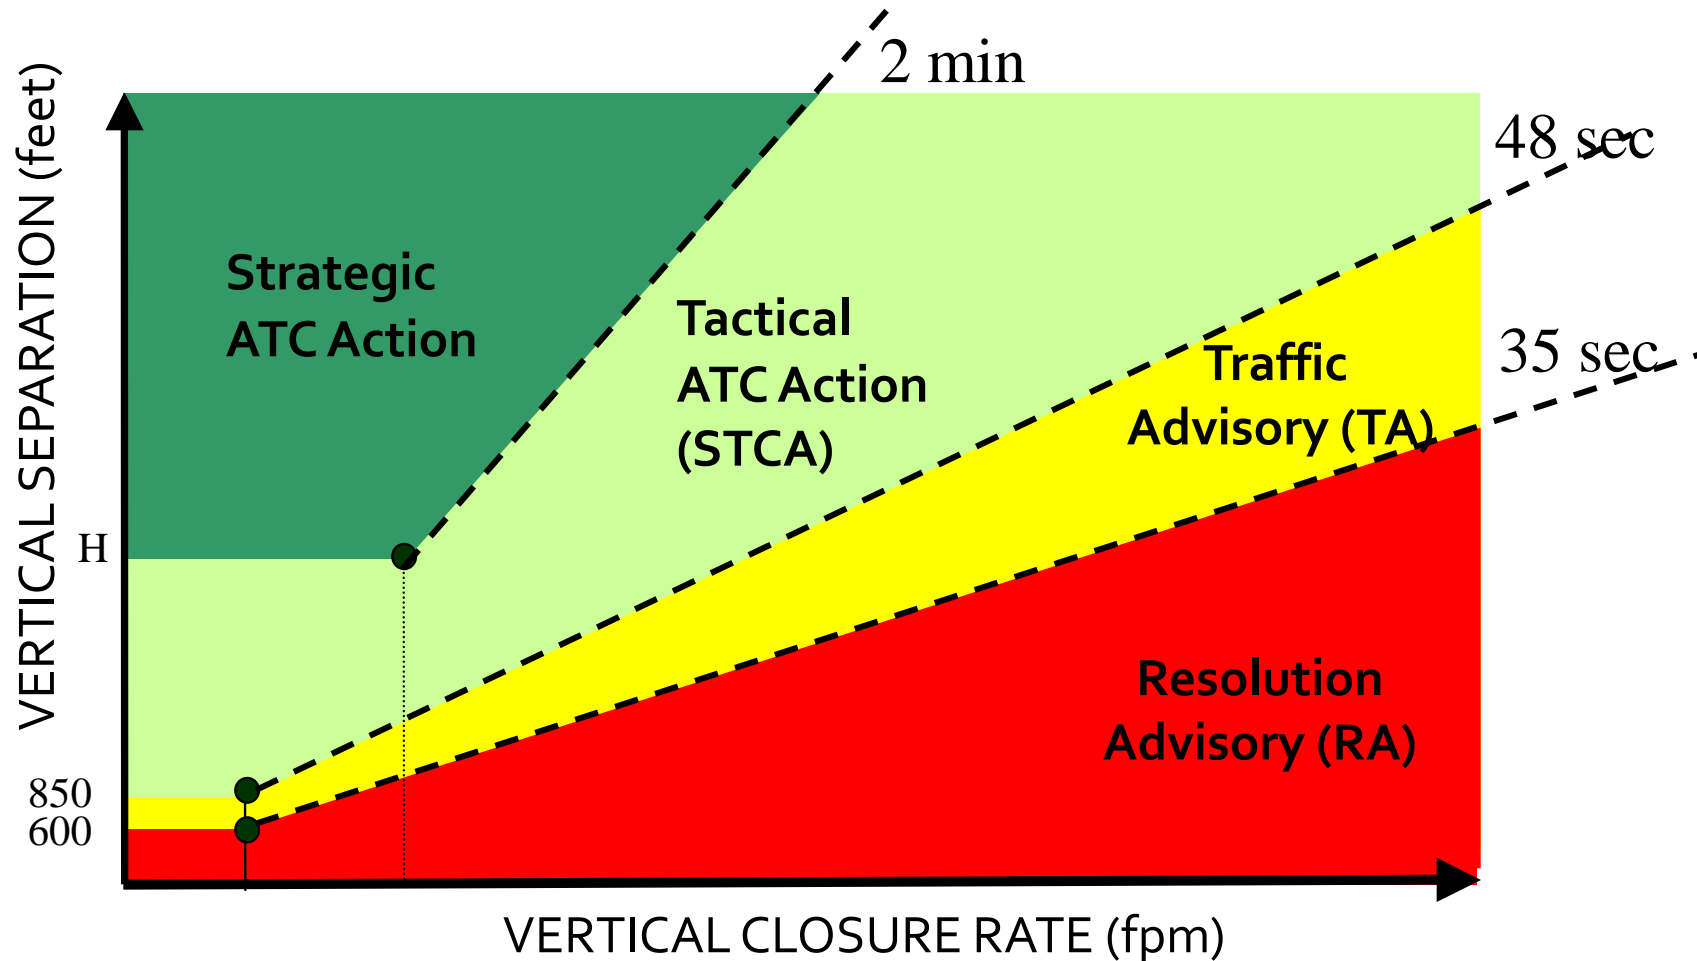 VERTICAL SEPARATION (feet)
2 min
48 sec
35 sec
Strategic
ATC Action
Tactical
ATC Action
(STCA)
Traffic
Advisory (TA)
Resolution
Advisory (RA)
H
850
600
VERTICAL CLOSURE RATE (fpm)